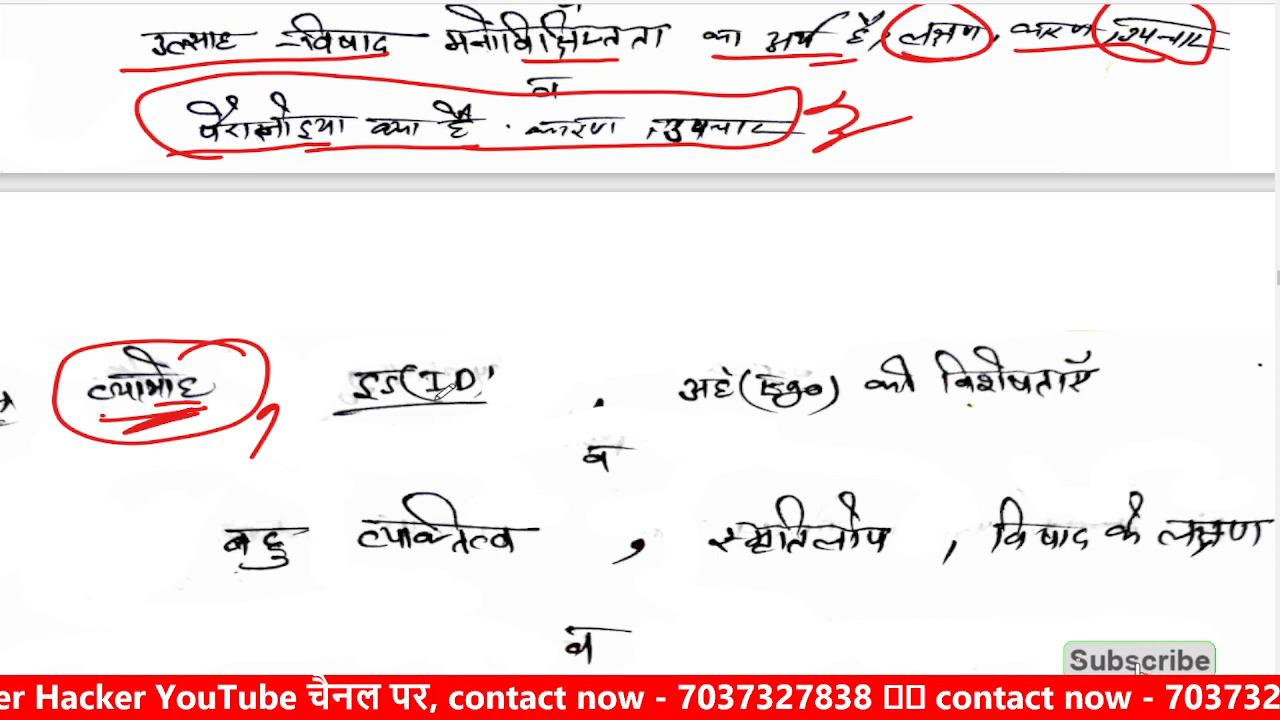 उत्साह - विषाद मनोविक्षिप्तता का अर्थ है, लक्षण, कारण, उपचार
व
पैरानोइया क्या है . कारण, उपचार
व्यामोह, इड (ID) . अहं (Ego) की विशेषताएँ
व
बहु व्यक्तित्व , स्मृतिलोप , विषाद के लक्षण
व
Subscribe
er Hacker YouTube चैनल पर, contact now - 7037327838 contact now - 703732